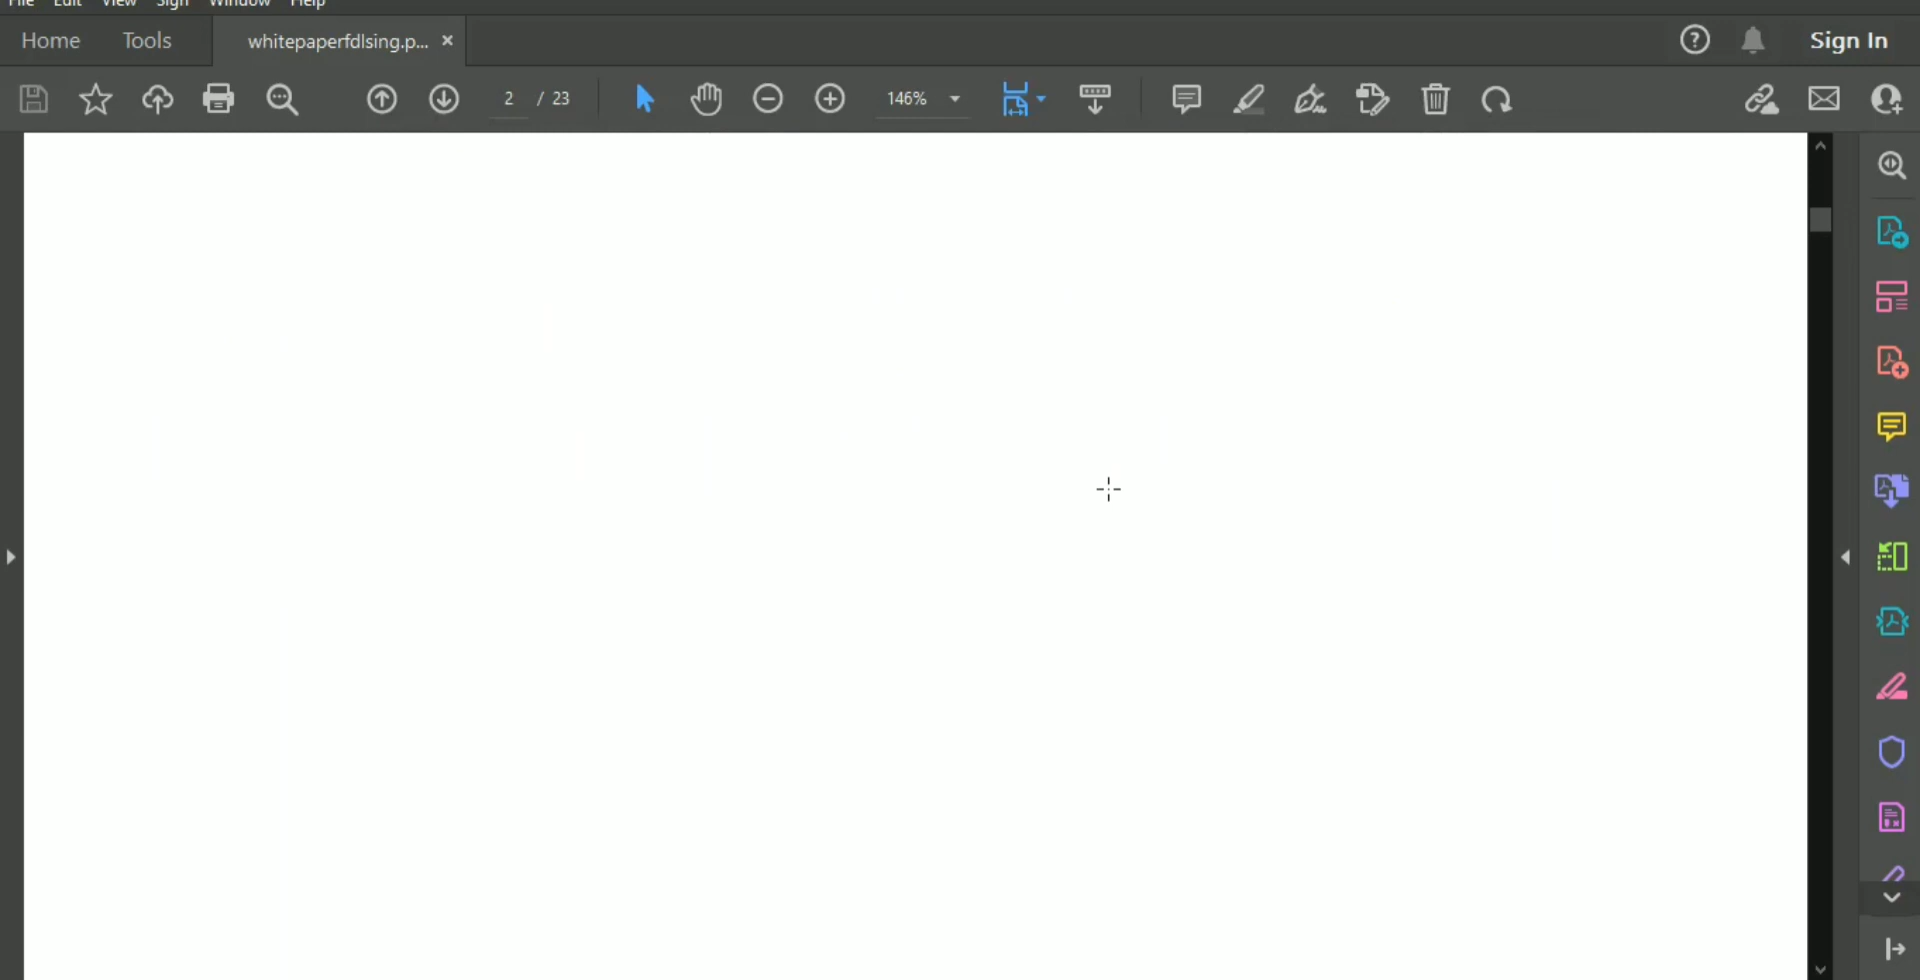 File Edit View Sign Window Help
Home Tools whitepaperfdlsing.p... × Sign In
2 / 23 146%